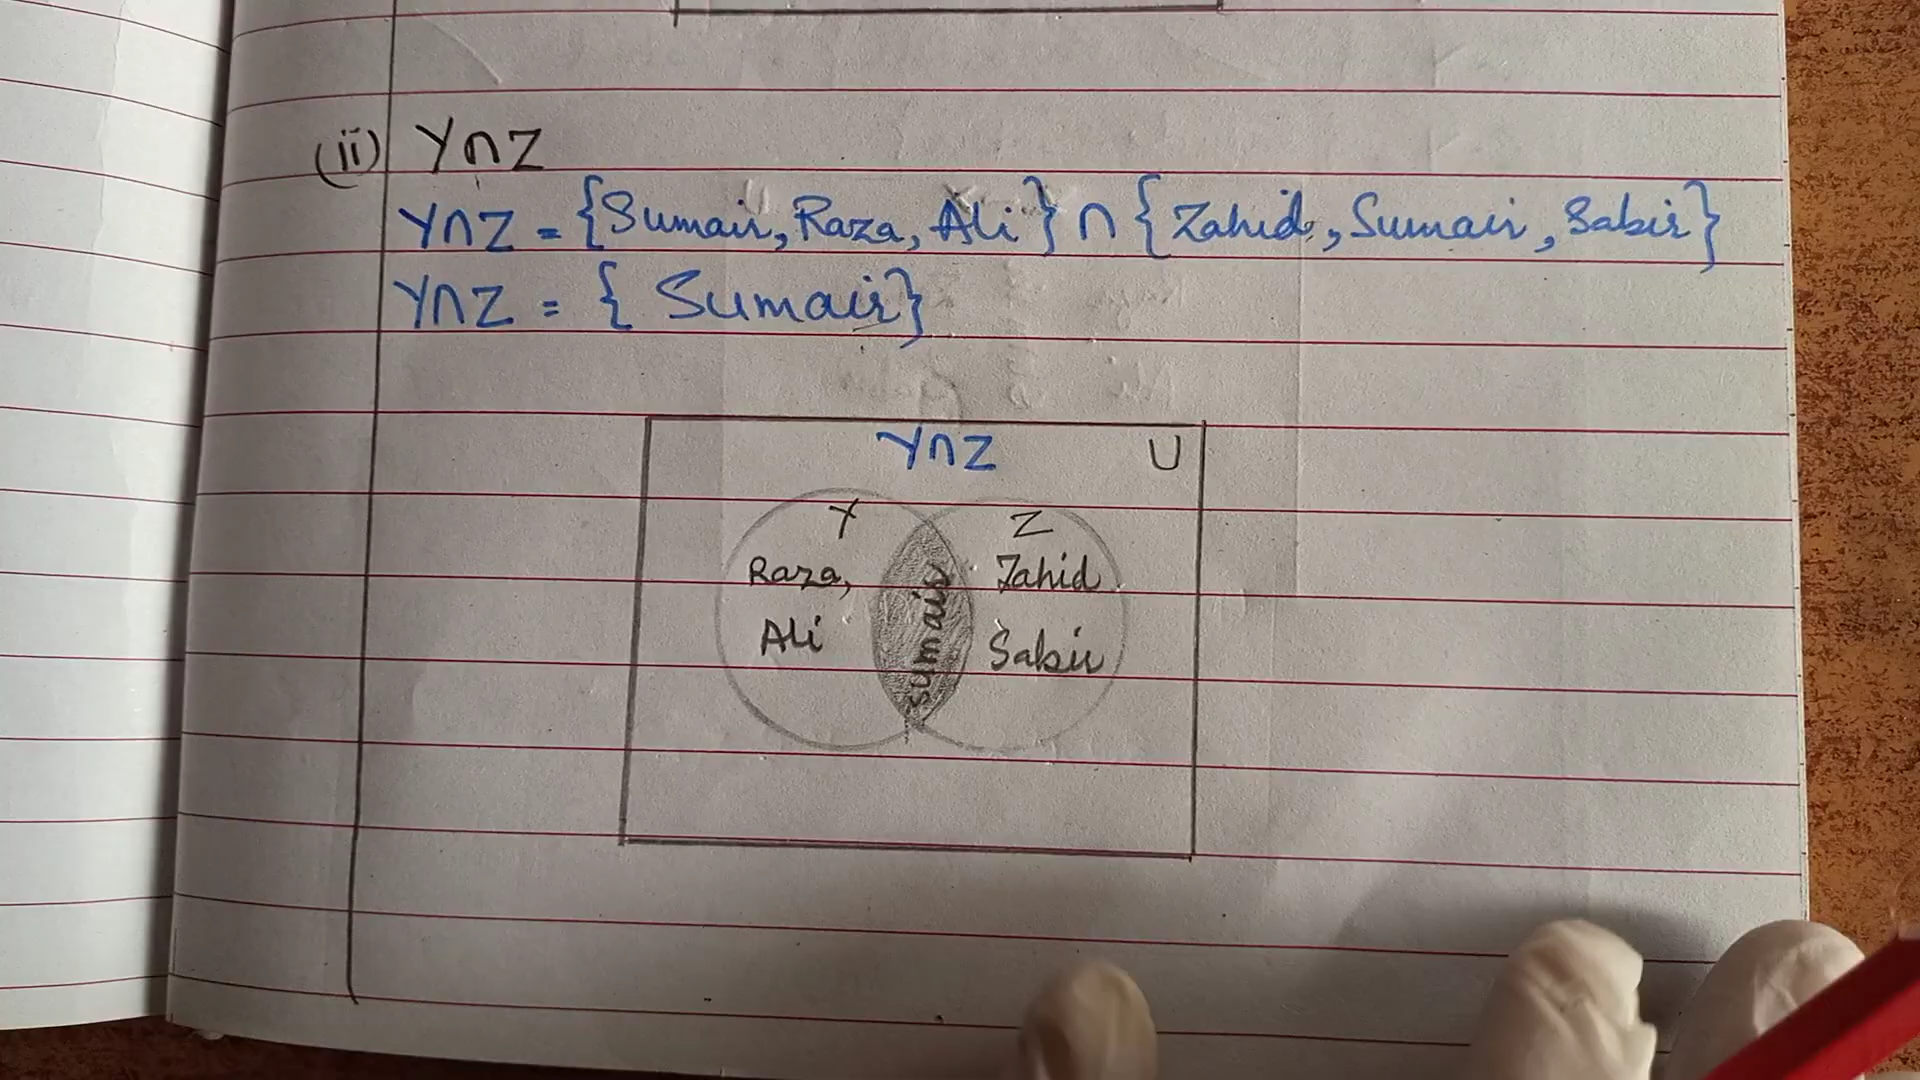 (ii) Y∩Z
Y∩Z = {Sumair, Raza, Ali} ∩ {Zahid, Sumair, Sabir}
Y∩Z = { Sumair}
Y∩Z U
Y Z
Raza, Zahid
sumair
Ali Sabir